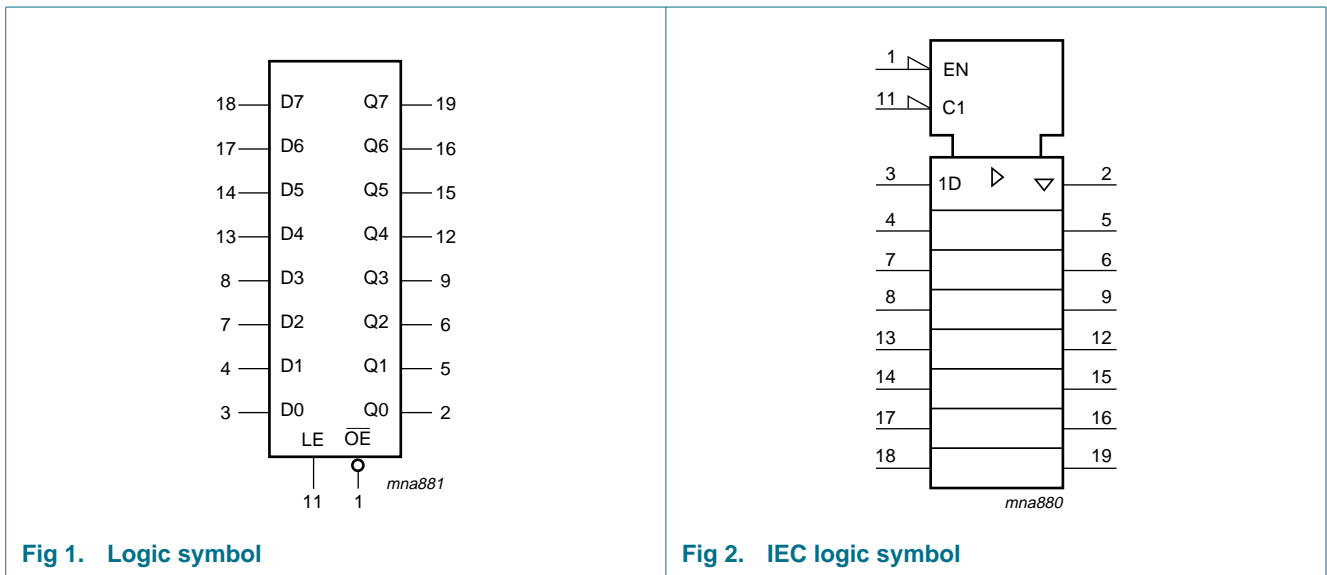 18 D7 Q7 19
17 D6 Q6 16
14 D5 Q5 15
13 D4 Q4 12
8 D3 Q3 9
7 D2 Q2 6
4 D1 Q1 5
3 D0 Q0 2
LE O̅E̅
11 1
mna881
Fig 1. Logic symbol
1 EN
11 C1
3 1D 2
4 5
7 6
8 9
13 12
14 15
17 16
18 19
mna880
Fig 2. IEC logic symbol